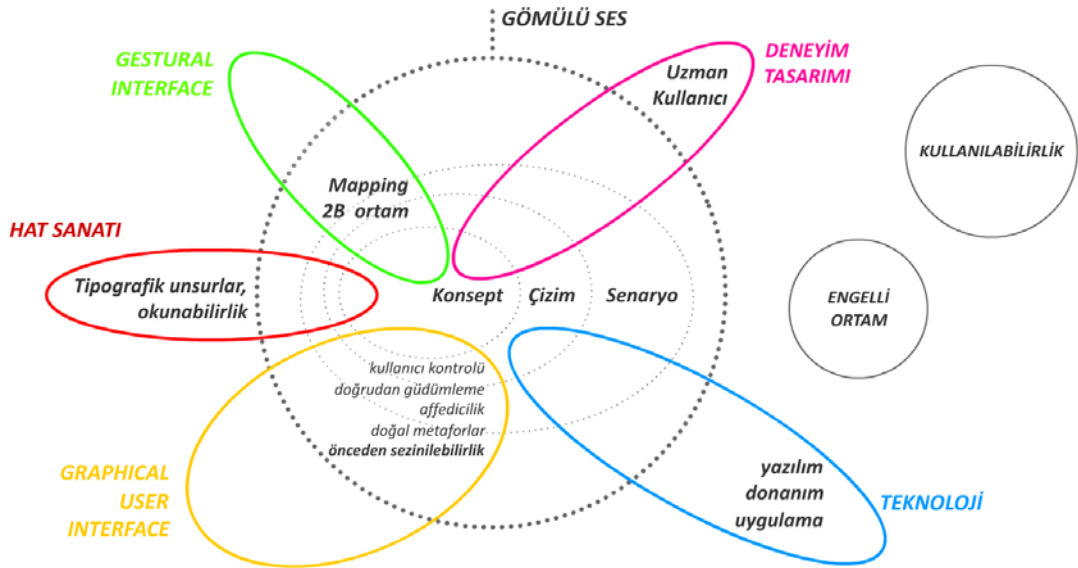 GÖMÜLÜ SES
GESTURAL
INTERFACE
DENEYİM
TASARIMI
Uzman
Kullanıcı
KULLANILABİLİRLİK
Mapping
2B ortam
HAT SANATI
Tipografik unsurlar,
okunabilirlik
Konsept
Çizim
Senaryo
ENGELLİ
ORTAM
kullanıcı kontrolü
doğrudan güdümleme
affedicilik
doğal metaforlar
önceden sezinilebilirlik
GRAPHICAL
USER
INTERFACE
yazılım
donanım
uygulama
TEKNOLOJİ